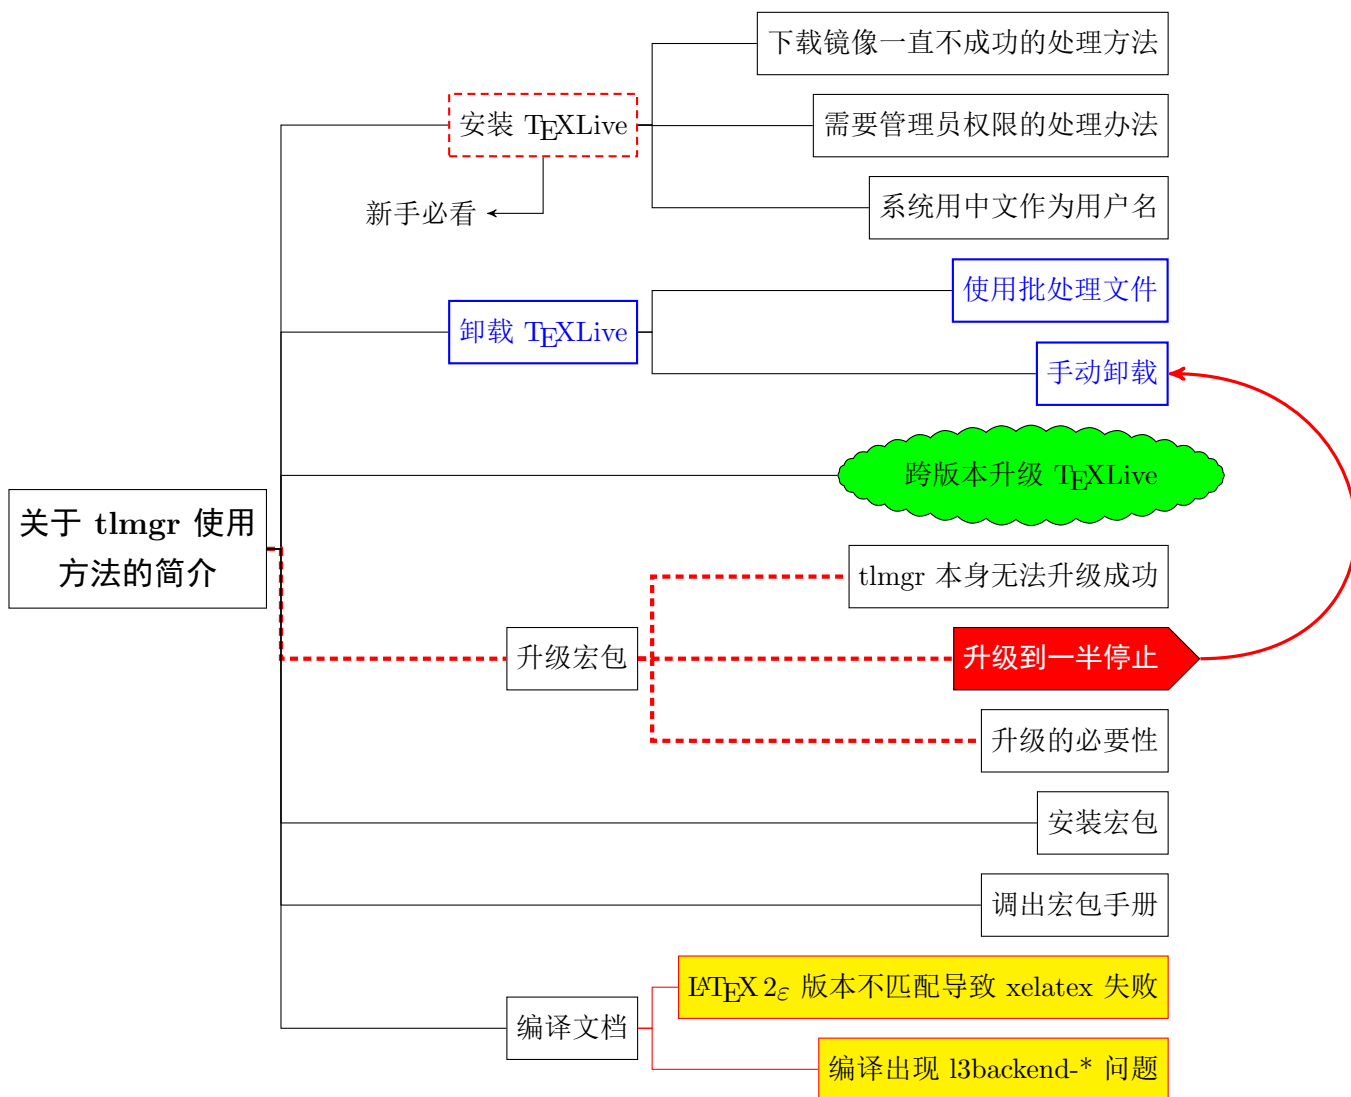 下载镜像一直不成功的处理方法
安装 TEXLive
需要管理员权限的处理办法
系统用中文作为用户名
新手必看
使用批处理文件
卸载 TEXLive
手动卸载
跨版本升级 TEXLive
关于 tlmgr 使用
方法的简介
tlmgr 本身无法升级成功
升级宏包
升级到一半停止
升级的必要性
安装宏包
调出宏包手册
LATEX 2ε 版本不匹配导致 xelatex 失败
编译文档
编译出现 l3backend-* 问题